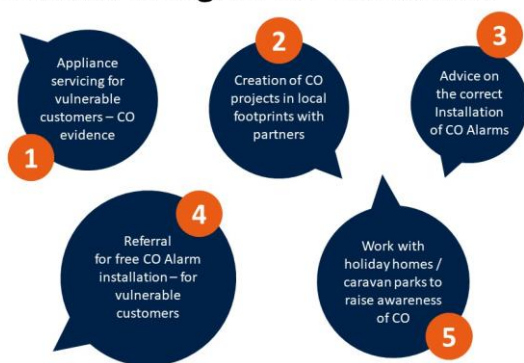 1
Appliance
servicing for
vulnerable
customers – CO
evidence
2
Creation of CO
projects in local
footprints with
partners
3
Advice on
the correct
Installation
of CO Alarms
4
Referral
for free CO Alarm
installation – for
vulnerable
customers
5
Work with
holiday homes /
caravan parks to
raise awareness
of CO